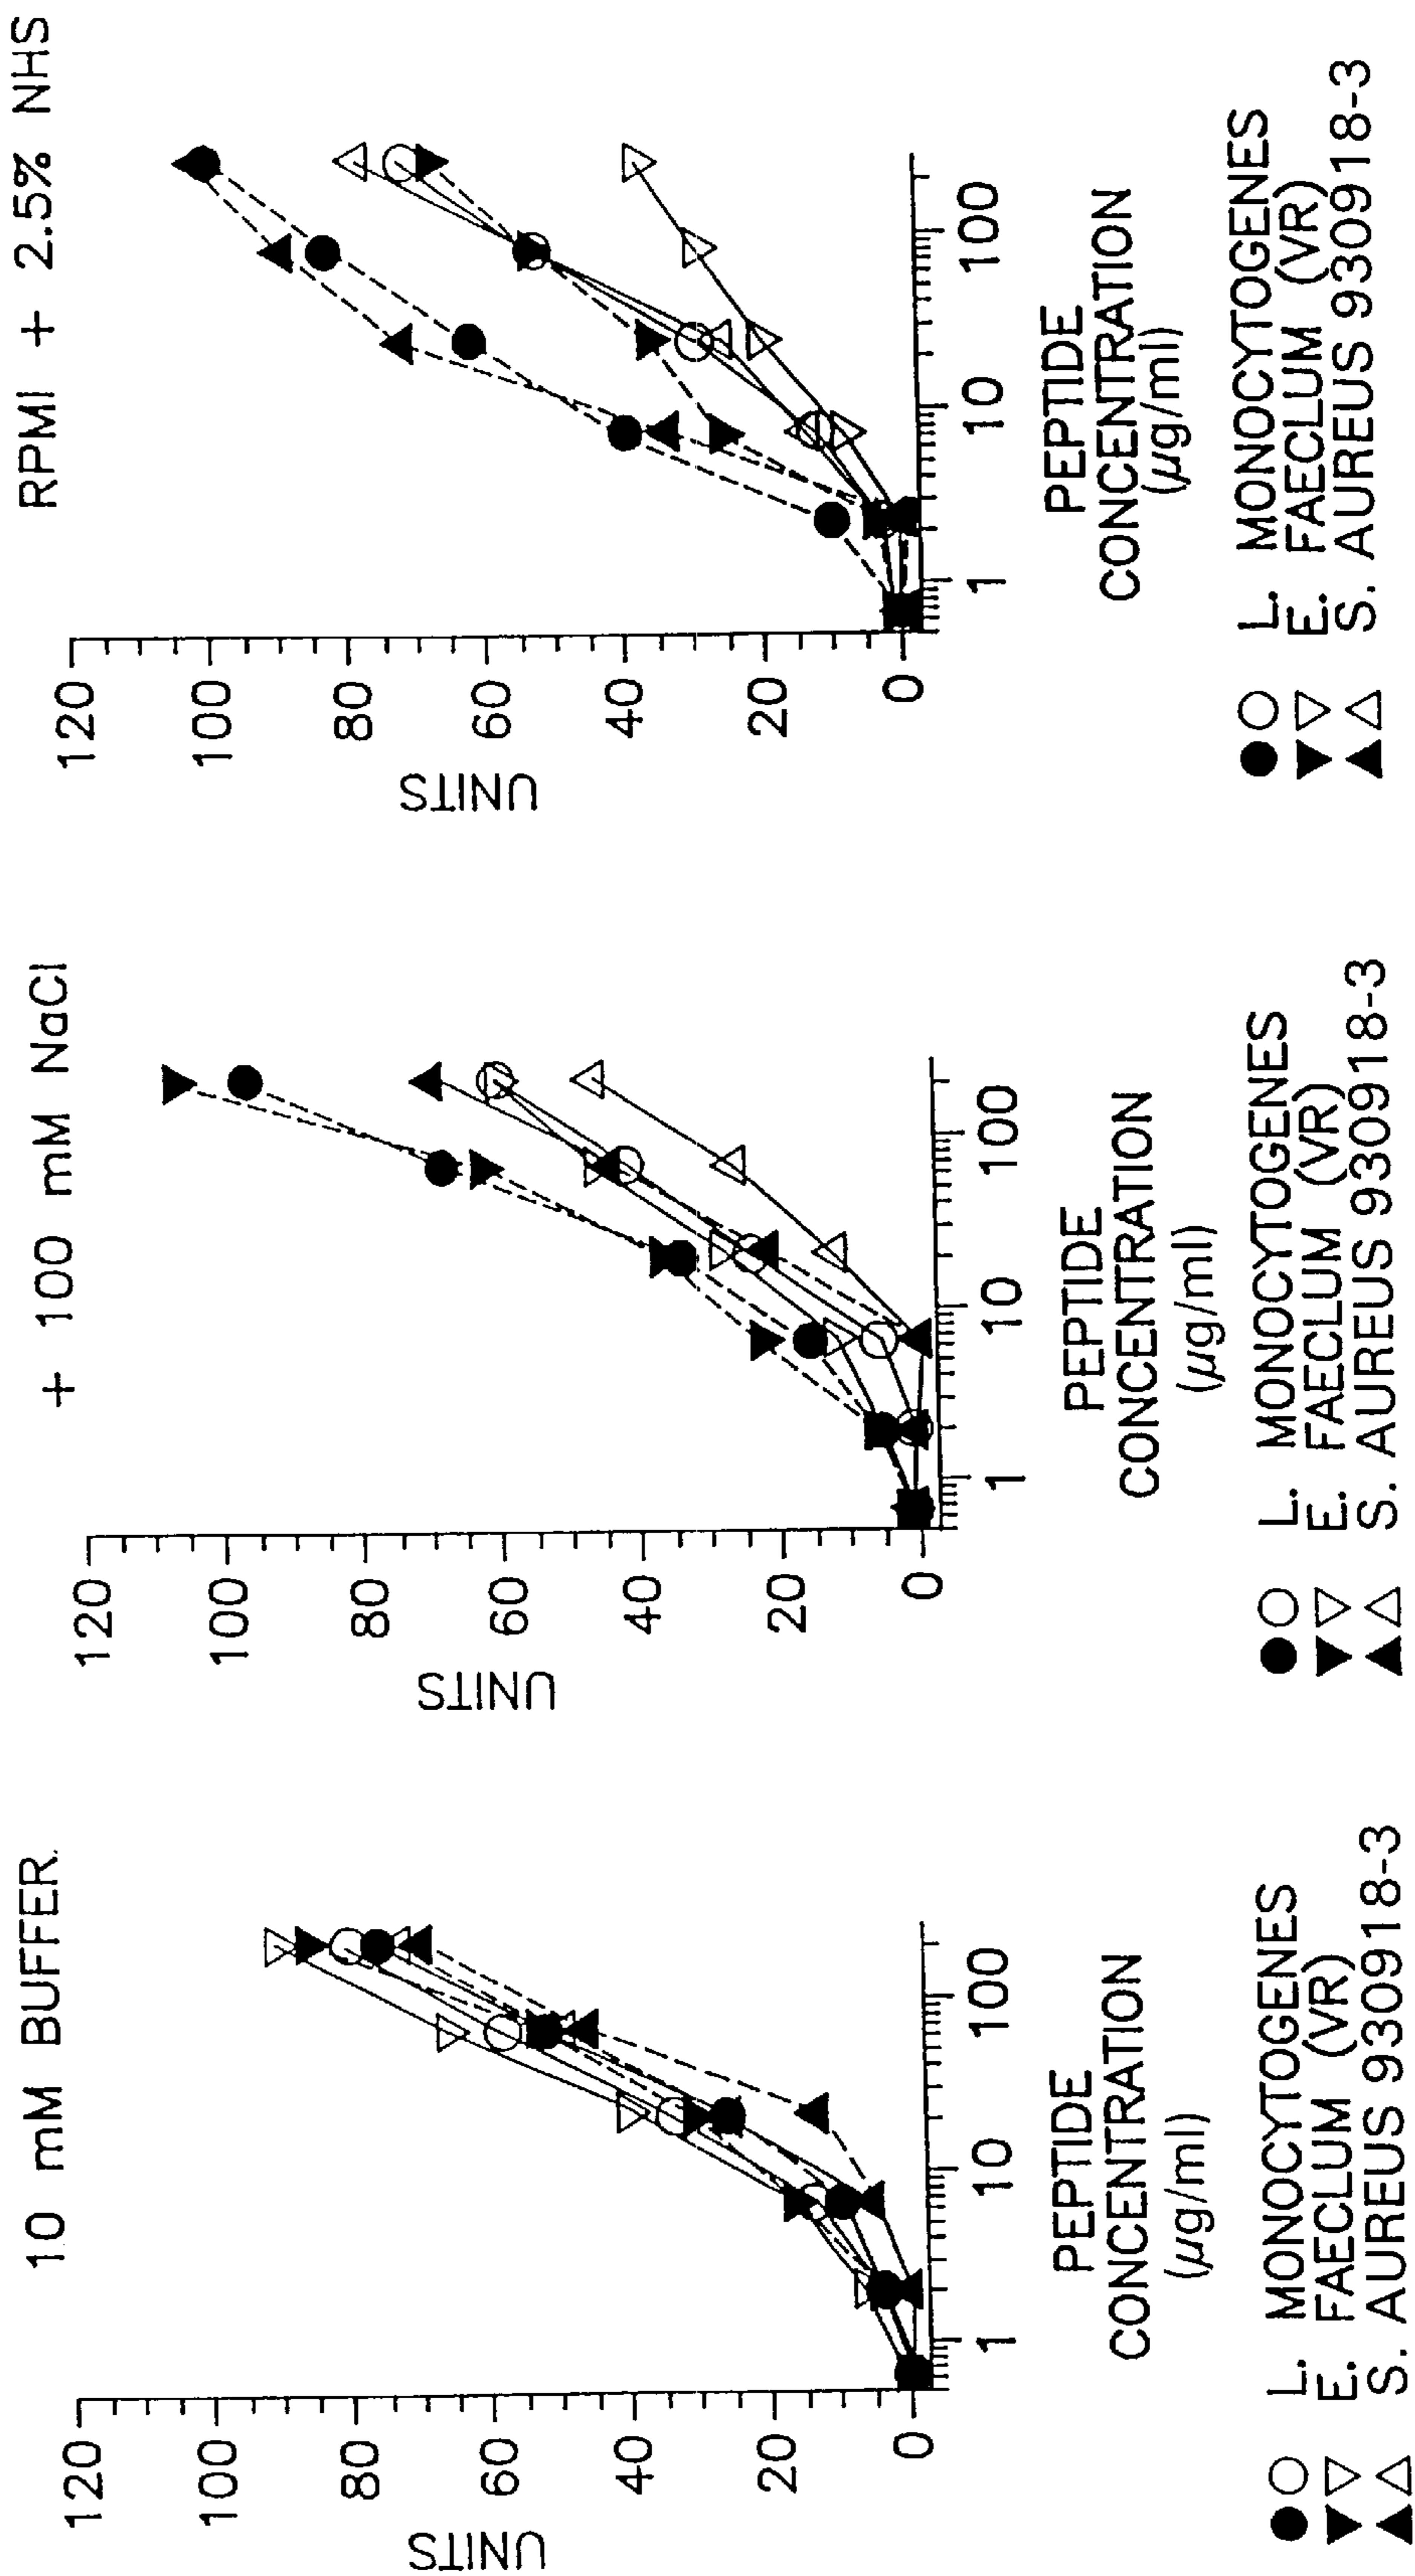 10 mM BUFFER
UNITS
120
100
80
60
40
20
0
1
10
100
PEPTIDE
CONCENTRATION
(µg/ml)
L. MONOCYTOGENES
E. FAECLUM (VR)
S. AUREUS 930918-3
+ 100 mM NaCl
UNITS
120
100
80
60
40
20
0
1
10
100
PEPTIDE
CONCENTRATION
(µg/ml)
L. MONOCYTOGENES
E. FAECLUM (VR)
S. AUREUS 930918-3
RPMI + 2.5% NHS
UNITS
120
100
80
60
40
20
0
1
10
100
PEPTIDE
CONCENTRATION
(µg/ml)
L. MONOCYTOGENES
E. FAECLUM (VR)
S. AUREUS 930918-3